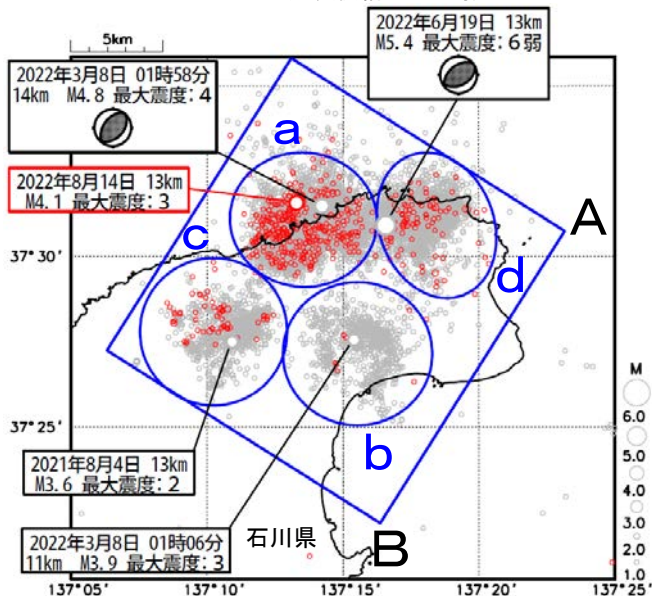 5km
2022年6月19日 13km
M5.4 最大震度：6弱
2022年3月8日 01時58分
14km M4.8 最大震度：4
a
2022年8月14日 13km
M4.1 最大震度：3
A
c
37°30′
d
M
6.0
5.0
4.0
3.0
2.0
1.0
37°25′
b
2021年8月4日 13km
M3.6 最大震度：2
2022年3月8日 01時06分
11km M3.9 最大震度：3
石川県
B
137°05′
137°10′
137°15′
137°20′
137°25′